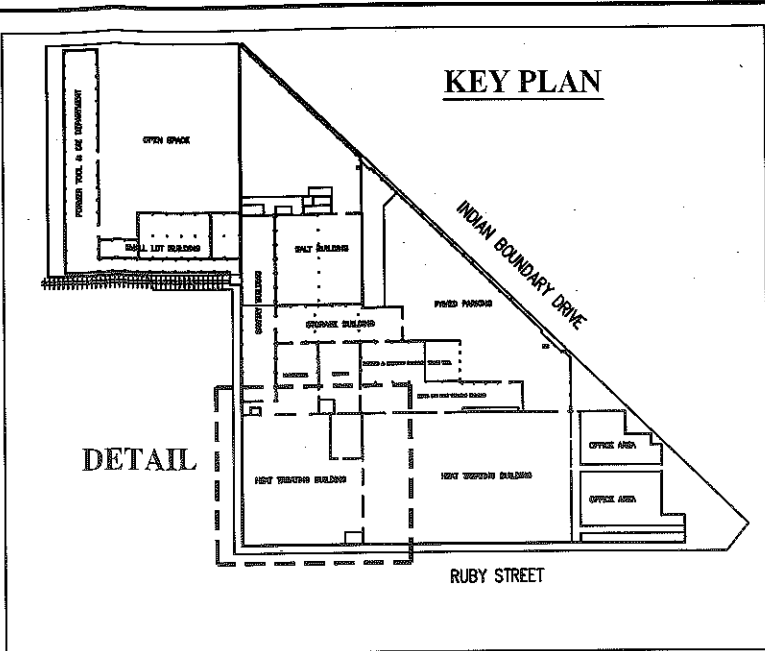 KEY PLAN
FORMER TOOL & DIE DEPARTMENT
OPEN SPACE
SMALL LOT BUILDING
SALT BUILDING
INDIAN BOUNDARY DRIVE
PAVED PARKING
STORAGE BUILDING
DETAIL
HEAT TREATING BUILDING
HEAT TREATING BUILDING
OFFICE AREA
OFFICE AREA
RUBY STREET